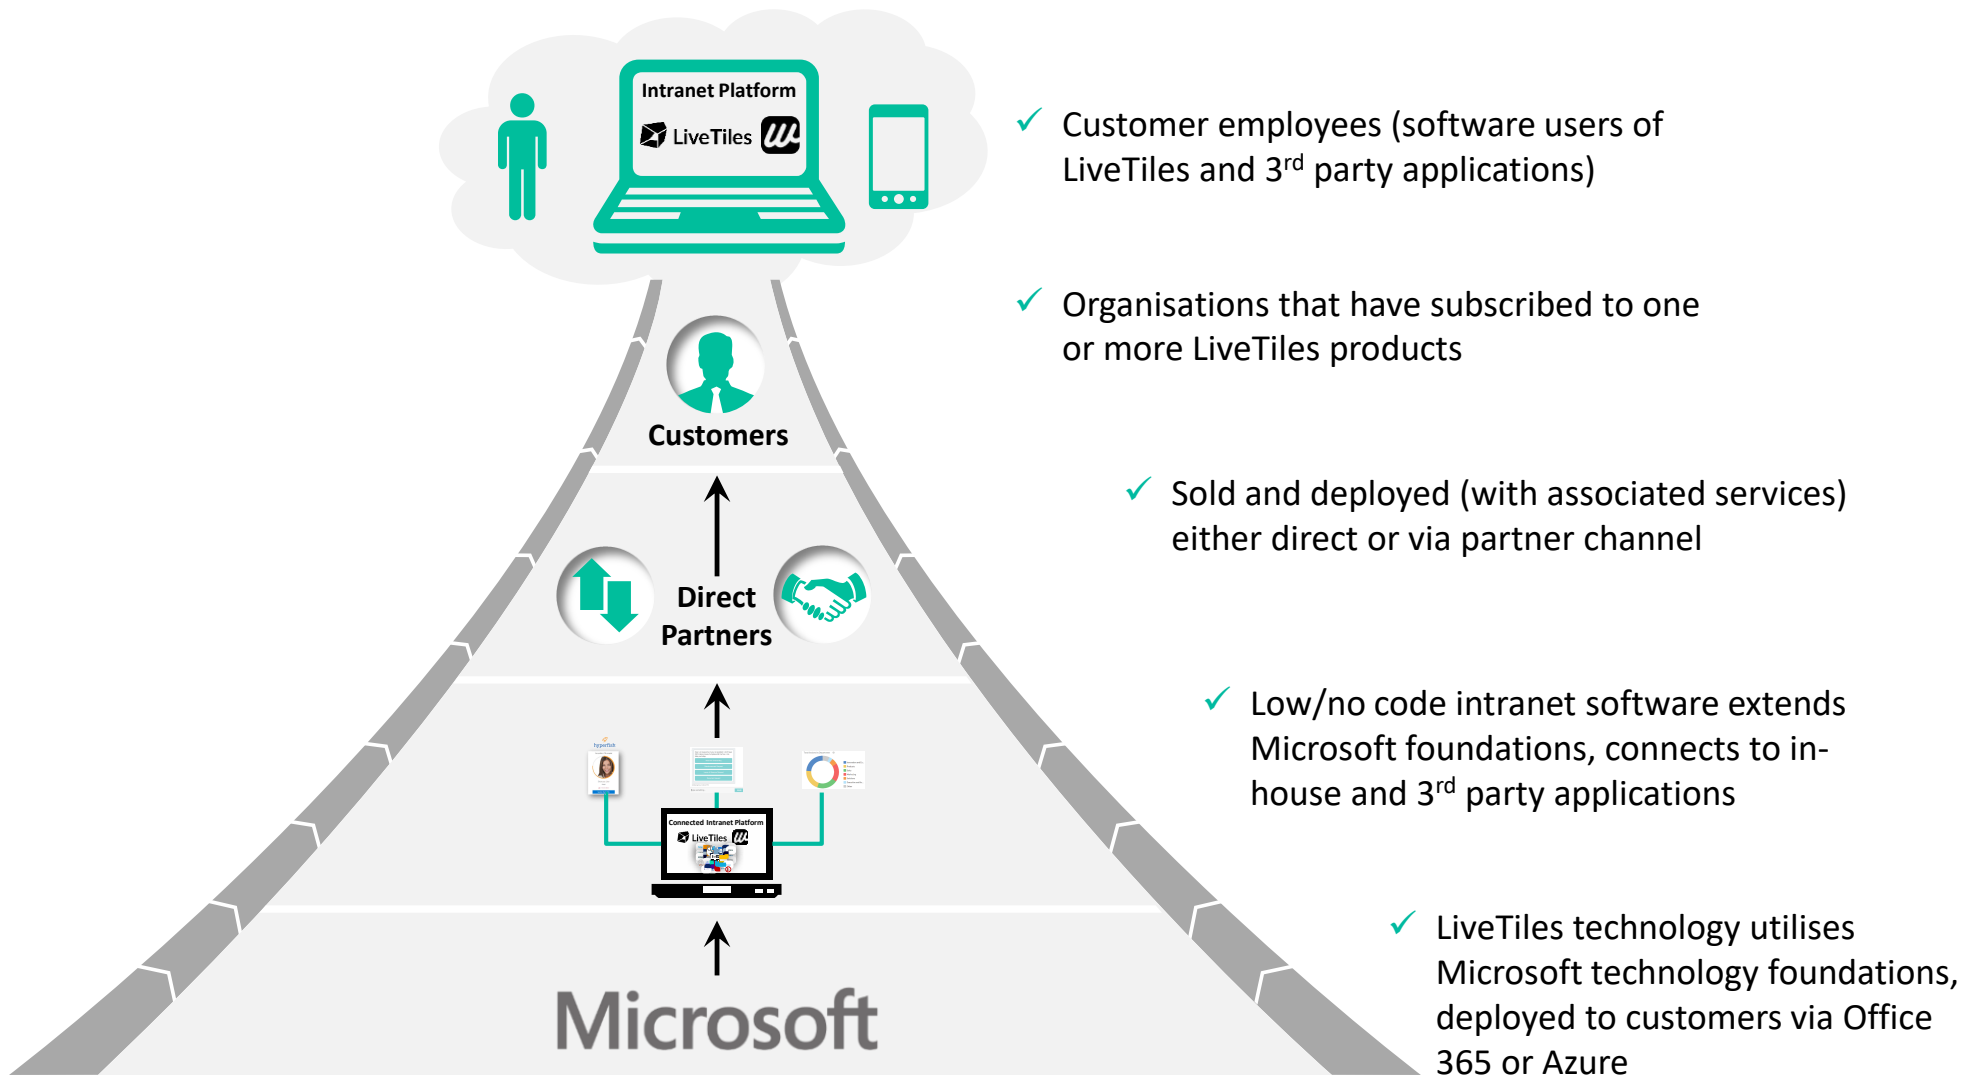 Intranet Platform
LiveTiles
Customer employees (software users of
LiveTiles and 3rd party applications)
Organisations that have subscribed to one
or more LiveTiles products
Customers
Sold and deployed (with associated services)
either direct or via partner channel
Direct
Partners
Low/no code intranet software extends
Microsoft foundations, connects to in-
house and 3rd party applications
hyperfish
Connected Intranet Platform
LiveTiles
LiveTiles technology utilises
Microsoft technology foundations,
deployed to customers via Office
365 or Azure
Microsoft